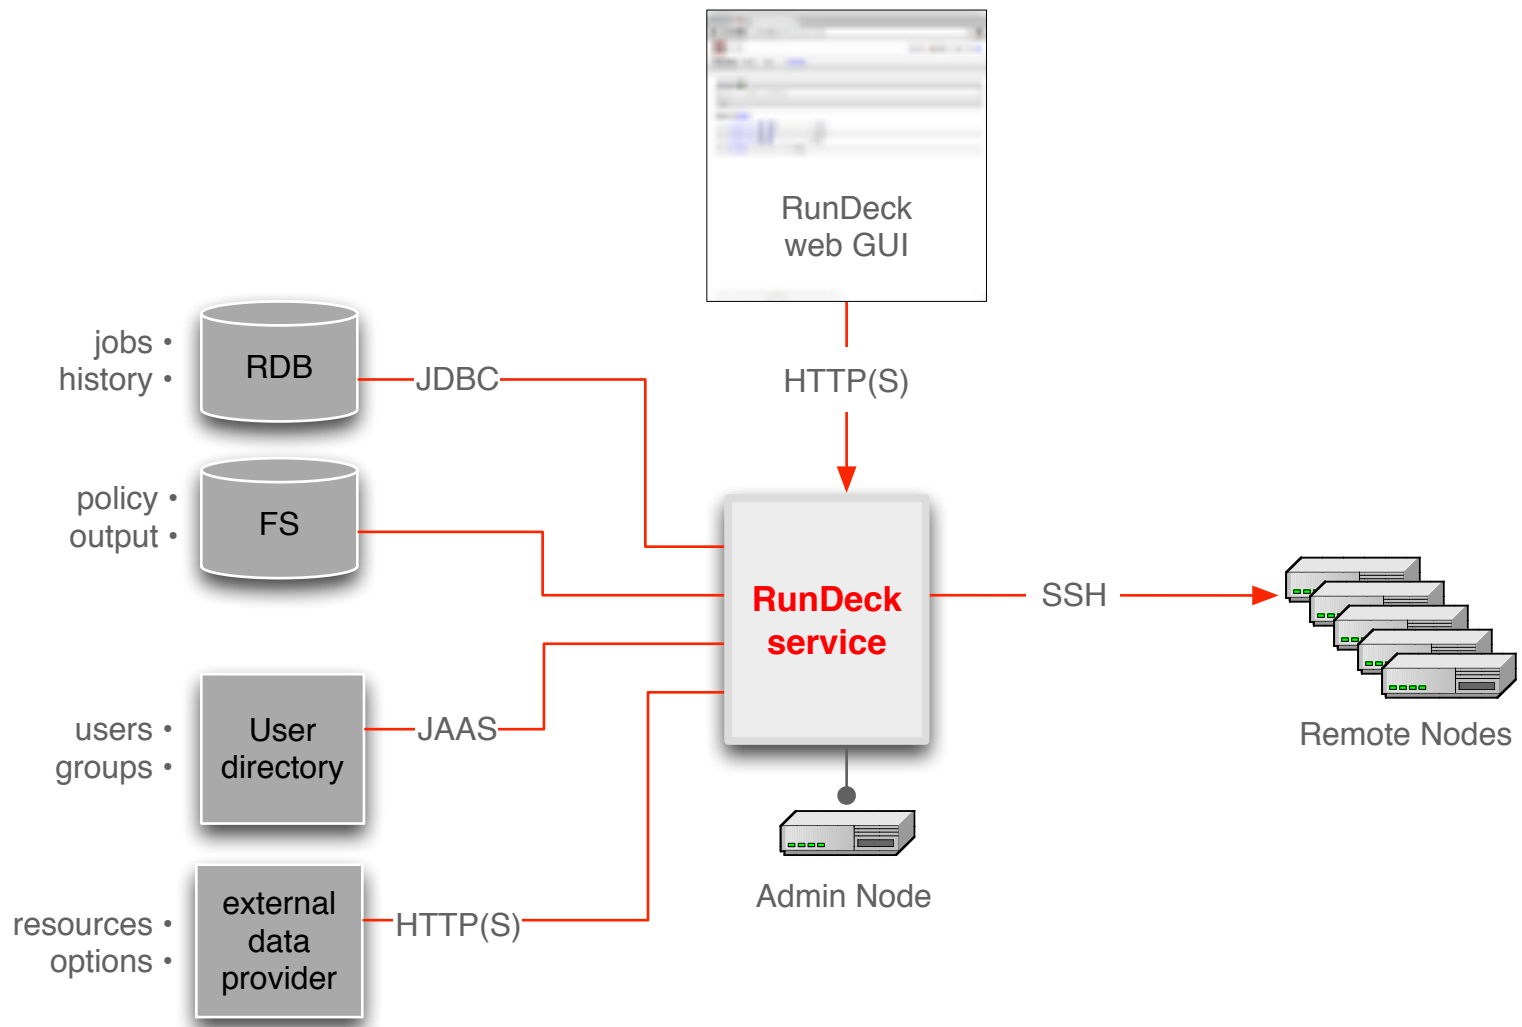 RunDeck
web GUI
HTTP(S)
jobs •
history •
RDB
JDBC
policy •
output •
FS
RunDeck
service
SSH
Remote Nodes
users •
groups •
User
directory
JAAS
Admin Node
resources •
options •
external
data
provider
HTTP(S)